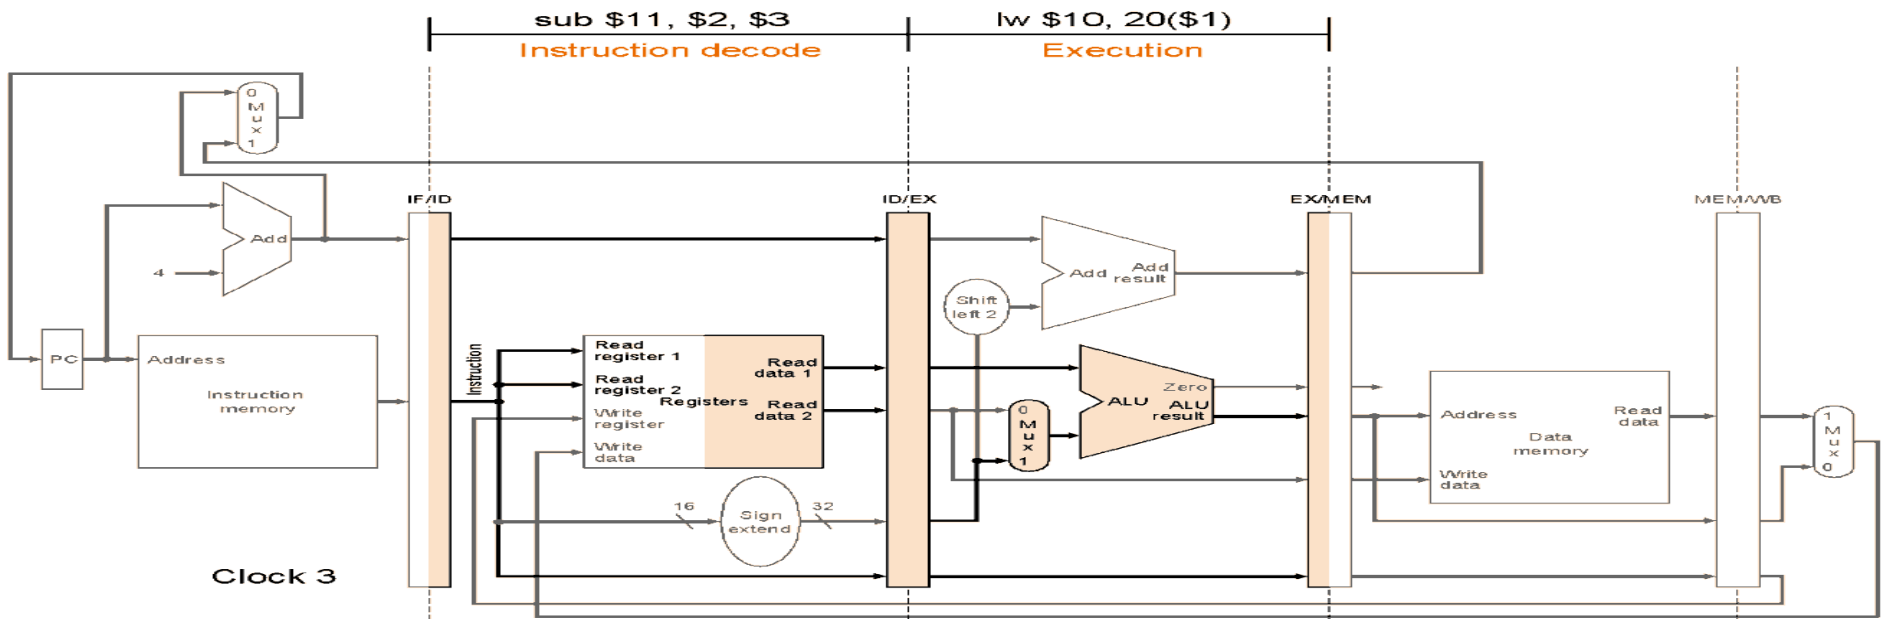 sub $11, $2, $3
lw $10, 20($1)
Instruction decode
Execution
0
M
u
x
1
IF/ID
ID/EX
EX/MEM
MEM/WB
Add
4
Add
Add
result
Shift
left 2
PC
Address
Instruction
memory
Instruction
Read
register 1
Read
register 2
Registers
Write
register
Write
data
Read
data 1
Read
data 2
0
M
u
x
1
ALU
Zero
ALU
result
Address
Read
data
Data
memory
Write
data
1
M
u
x
0
16
Sign
extend
32
Clock 3